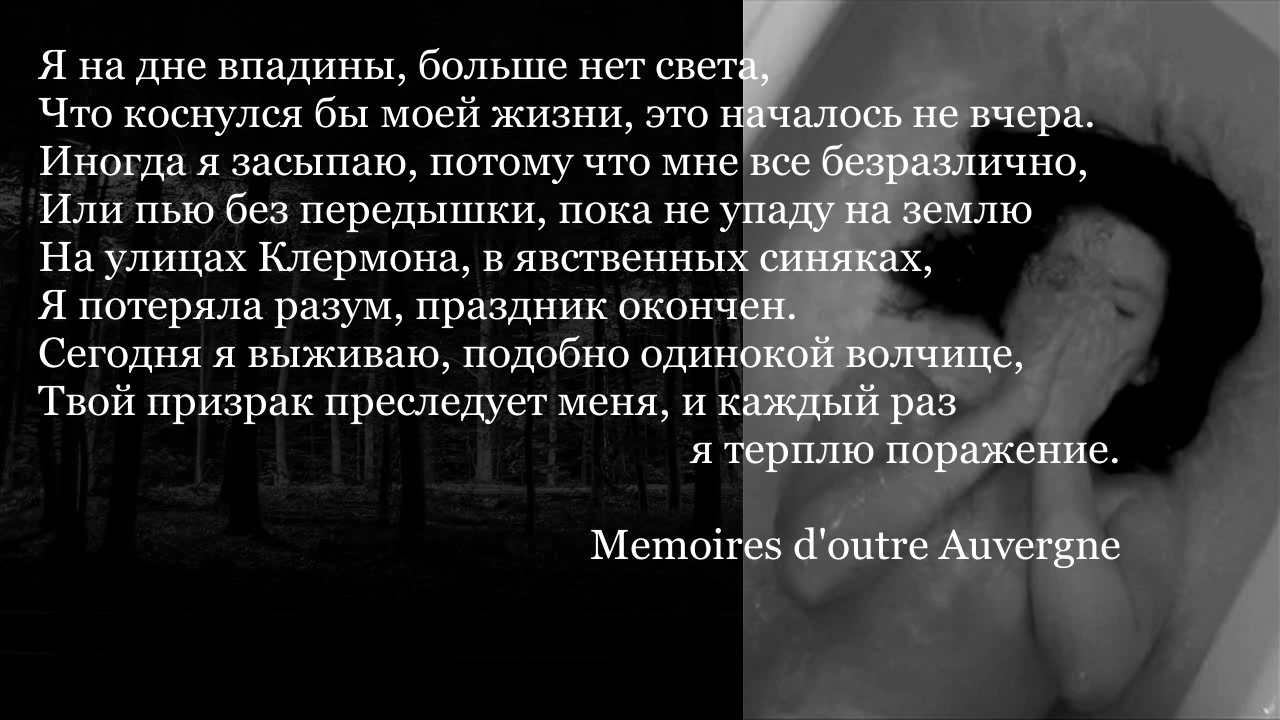 Я на дне впадины, больше нет света,
Что коснулся бы моей жизни, это началось не вчера.
Иногда я засыпаю, потому что мне все безразлично,
Или пью без передышки, пока не упаду на землю
На улицах Клермона, в явственных синяках,
Я потеряла разум, праздник окончен.
Сегодня я выживаю, подобно одинокой волчице,
Твой призрак преследует меня, и каждый раз
я терплю поражение.
Memoires d'outre Auvergne